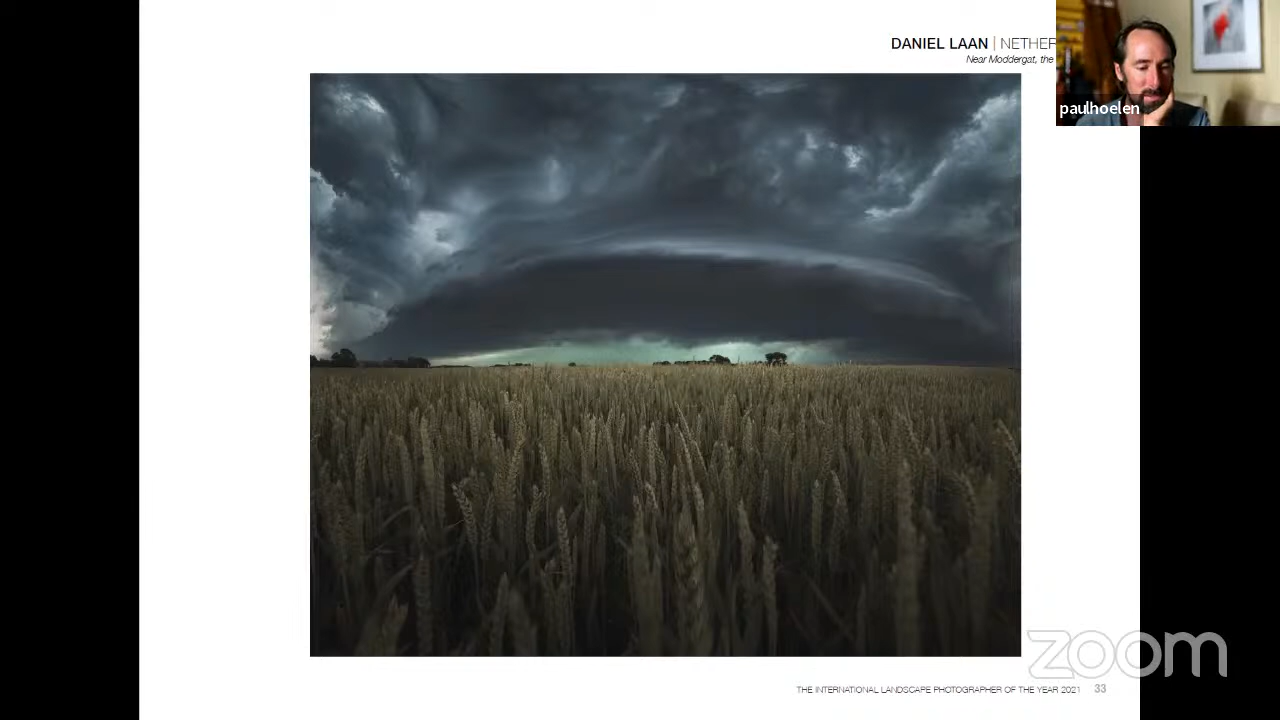 DANIEL LAAN | NETHER
Near Moddergat, the
paulhoelen
zoom
THE INTERNATIONAL LANDSCAPE PHOTOGRAPHER OF THE YEAR 2021 33